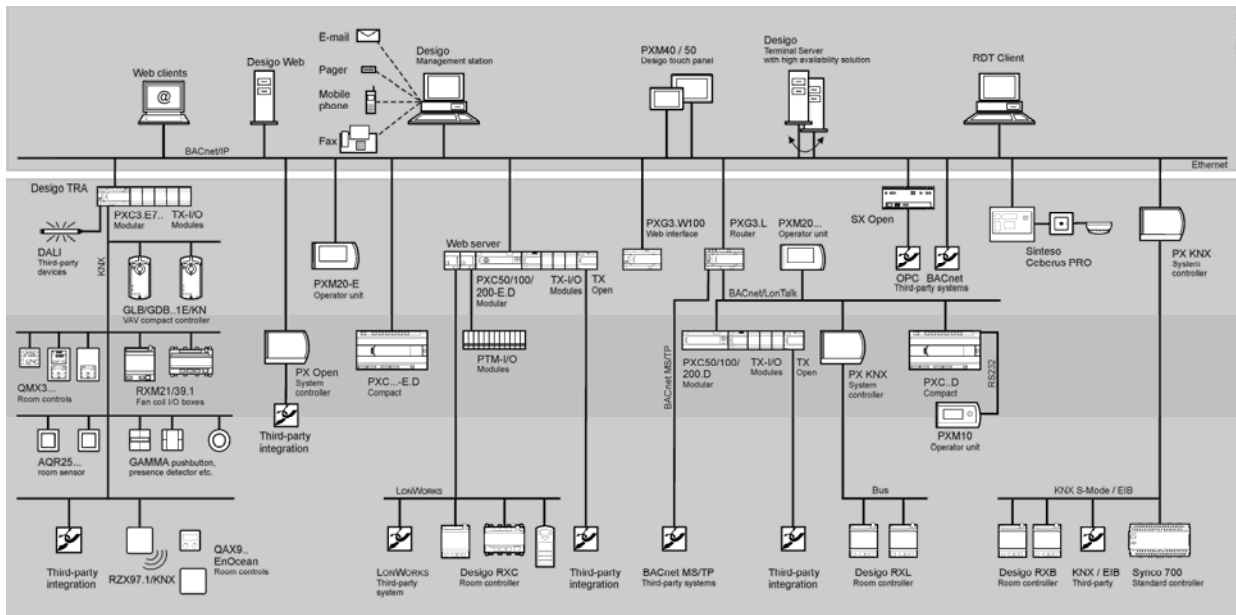 E-mail
Pager
Mobile
phone
Fax
Web clients
@
Desigo Web
Desigo
Management station
PXM40 / 50
Desigo touch panel
Desigo
Terminal Server
with high availability solution
RDT Client
BACnet/IP
Ethernet
Desigo TRA
PXC3.E7..
Modular
TX-I/O
Modules
DALI
Third-party
devices
KNX
GLB/GDB..1E/KN
VAV compact controller
QMX3...
Room controls
RXM21/39.1
Fan coil I/O boxes
AQR25...
room sensor
GAMMA pushbutton,
presence detector etc.
Third-party
integration
RZX97.1/KNX
QAX9..
EnOcean
Room controls
PXM20-E
Operator unit
PX Open
System
controller
Third-party
integration
PXC...-E.D
Compact
Web server
PXC50/100/
200-E.D
Modular
TX-I/O
Modules
TX
Open
PTM-I/O
Modules
LONWORKS
LONWORKS
Third-party
system
Desigo RXC
Room controller
Third-party
integration
PXG3.W100
Web interface
PXG3.L
Router
PXM20...
Operator unit
BACnet/LonTalk
BACnet MS/TP
PXC50/100/
200.D
Modular
TX-I/O
Modules
TX
Open
PX KNX
System
controller
PXC..D
Compact
RS232
PXM10
Operator unit
BACnet MS/TP
Third-party systems
Third-party
integration
Bus
Desigo RXL
Room controller
SX Open
OPC
BACnet
Third-party systems
Sinteso
Ceberus PRO
PX KNX
System
controller
KNX S-Mode / EIB
Desigo RXB
Room controller
KNX / EIB
Third-party
Synco 700
Standard controller